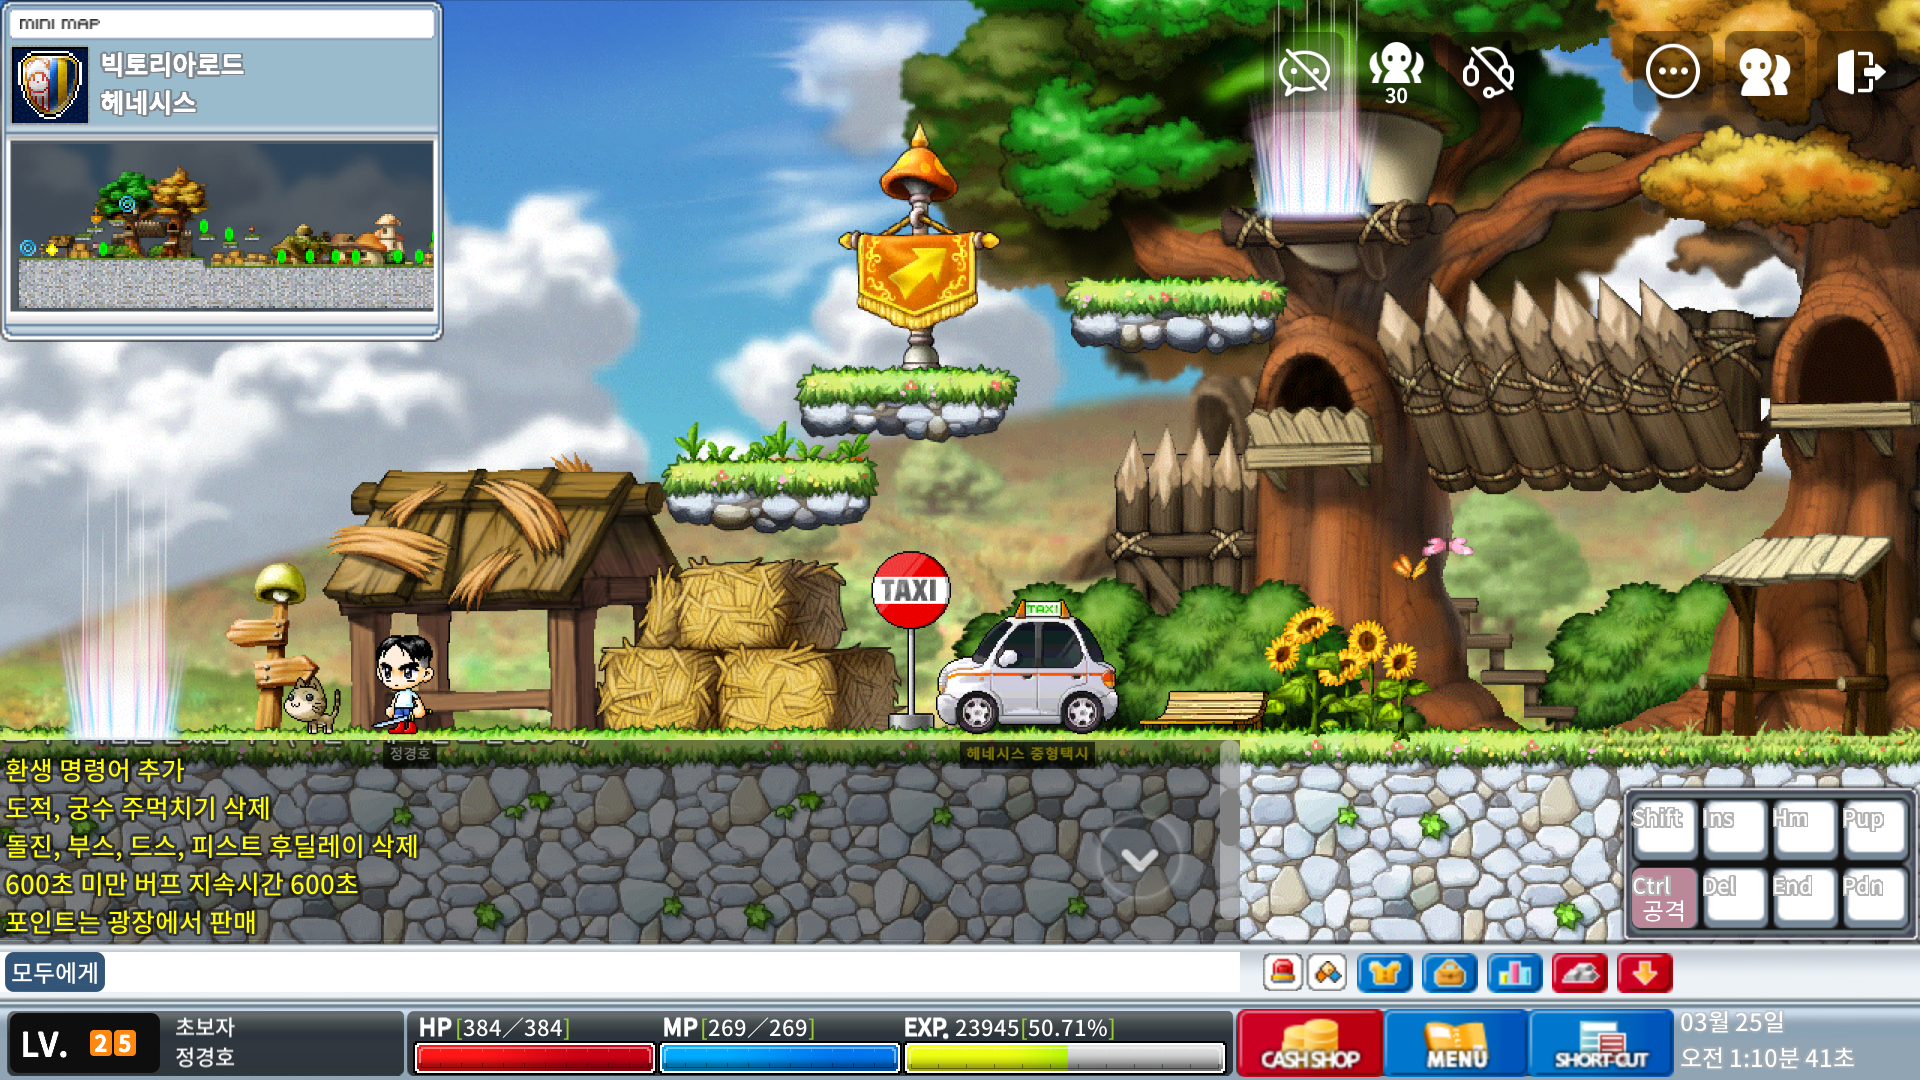 MINI MAP
빅토리아로드
헤네시스
30
TAXI
TAXI
정경호
헤네시스 중형택시
환생 명령어 추가
도적, 궁수 주먹치기 삭제
돌진, 부스, 드스, 피스트 후딜레이 삭제
600초 미만 버프 지속시간 600초
포인트는 광장에서 판매
Shift Ins Hm Pup
Ctrl Del End Pdn
공격
모두에게
LV. 25
초보자
정경호
HP[384／384]
MP[269／269]
EXP. 23945[50.71%]
CASH SHOP
MENU
SHORT-CUT
03월 25일
오전 1:10분 41초